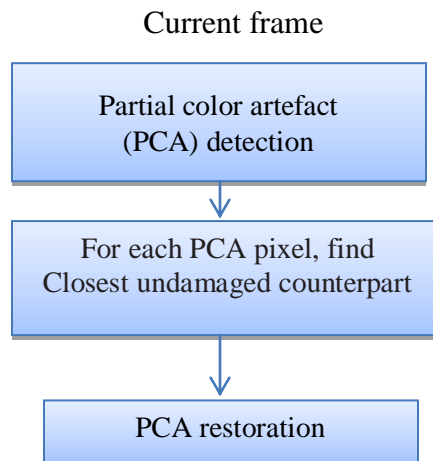 Current frame
Partial color artefact
(PCA) detection
For each PCA pixel, find
Closest undamaged counterpart
PCA restoration